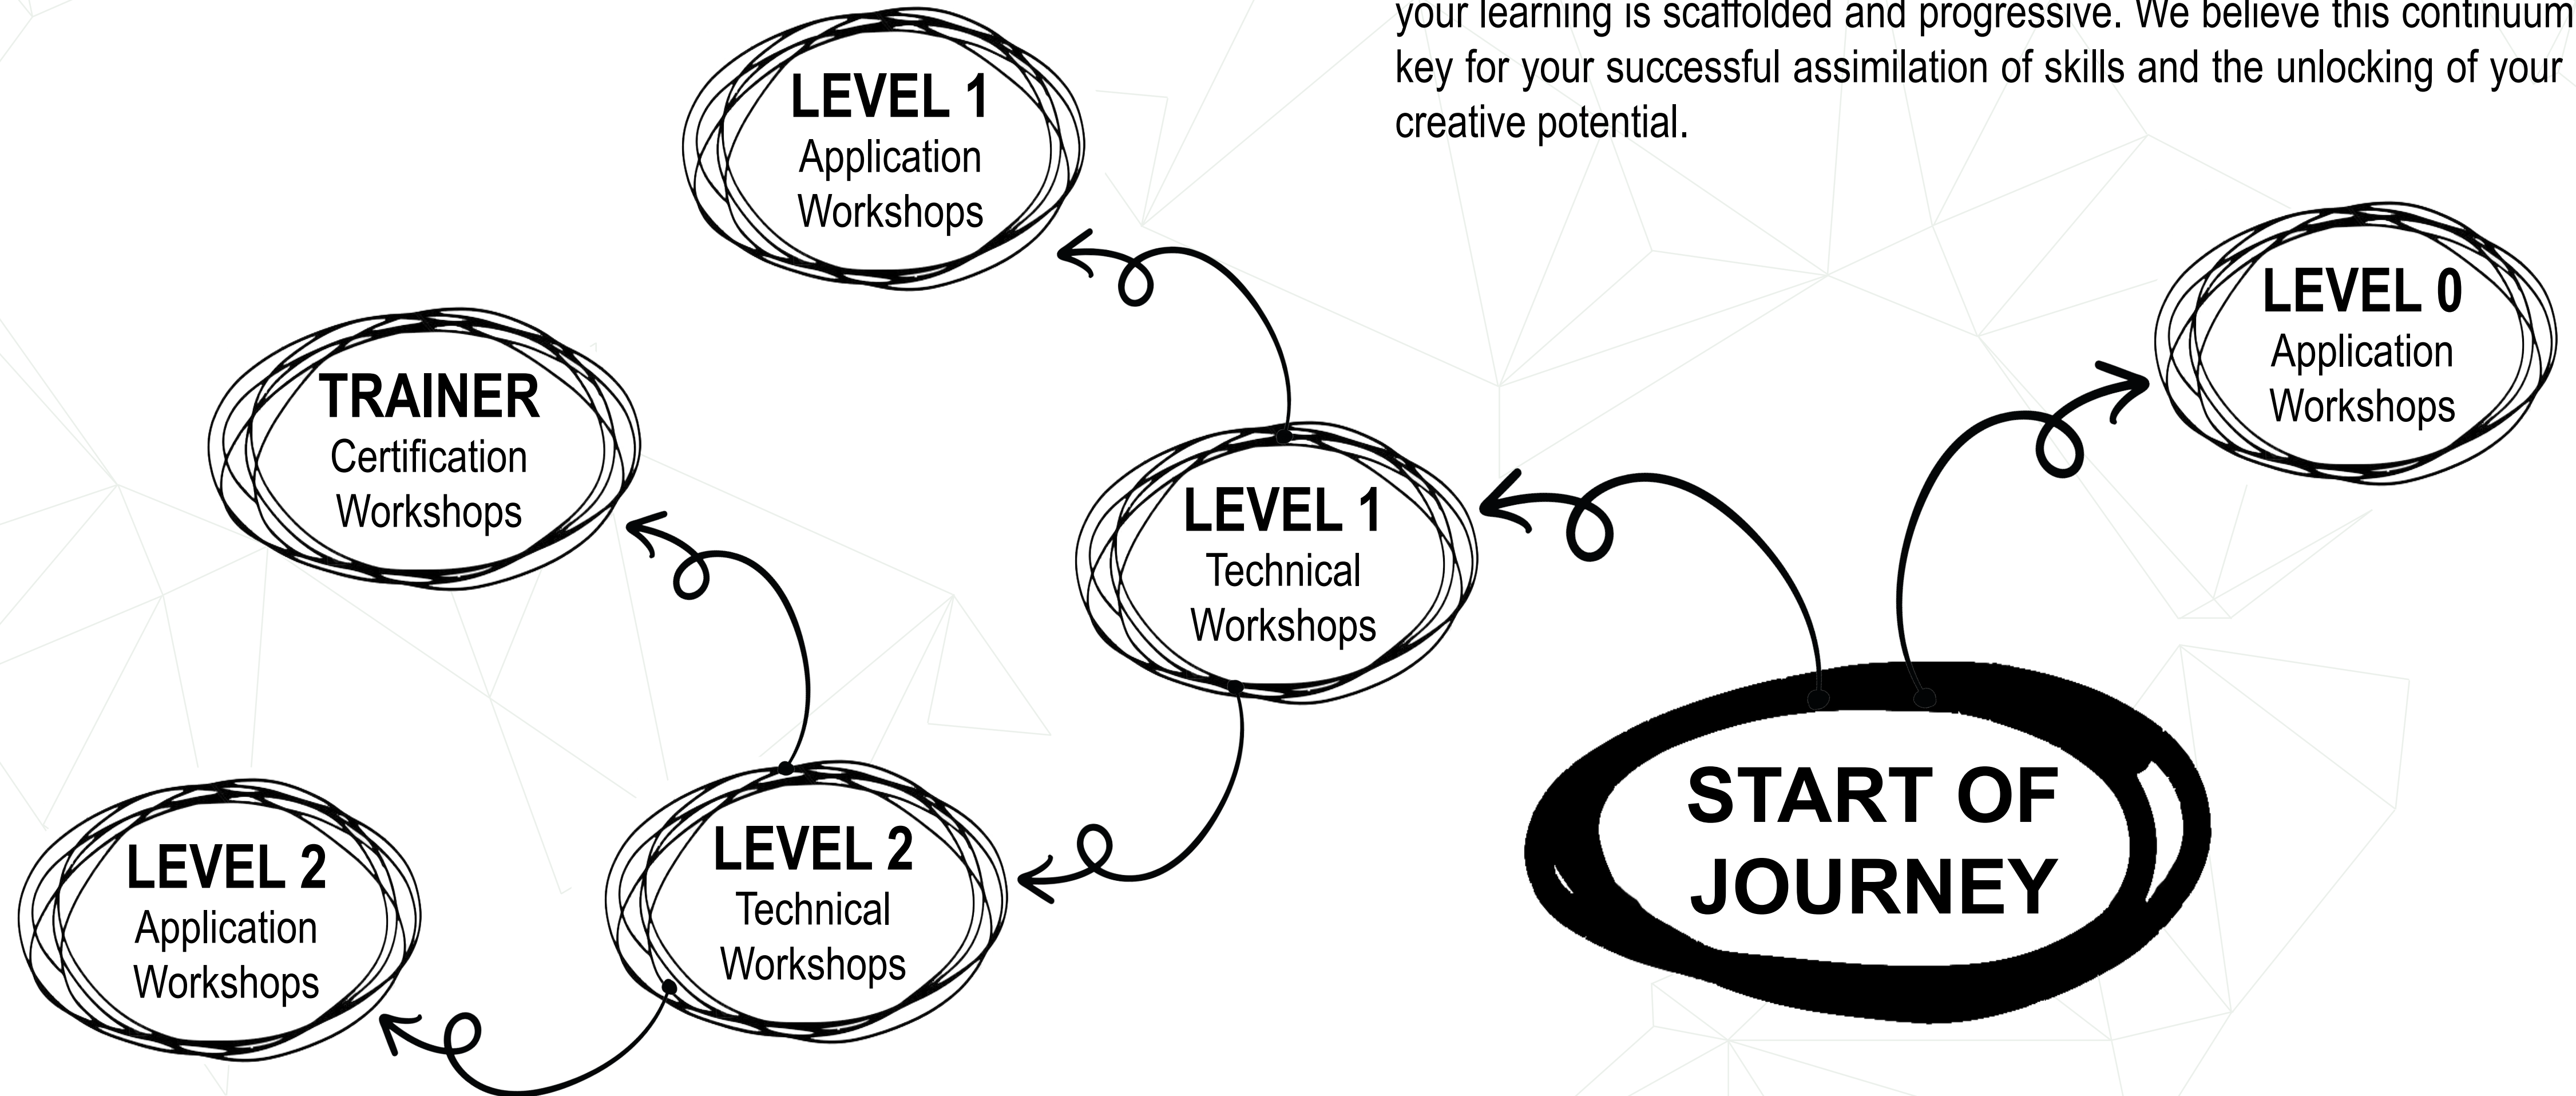 your learning is scaffolded and progressive. We believe this continuum
key for your successful assimilation of skills and the unlocking of your
creative potential.
LEVEL 1
Application
Workshops
LEVEL 0
Application
Workshops
TRAINER
Certification
Workshops
LEVEL 1
Technical
Workshops
START OF
JOURNEY
LEVEL 2
Technical
Workshops
LEVEL 2
Application
Workshops